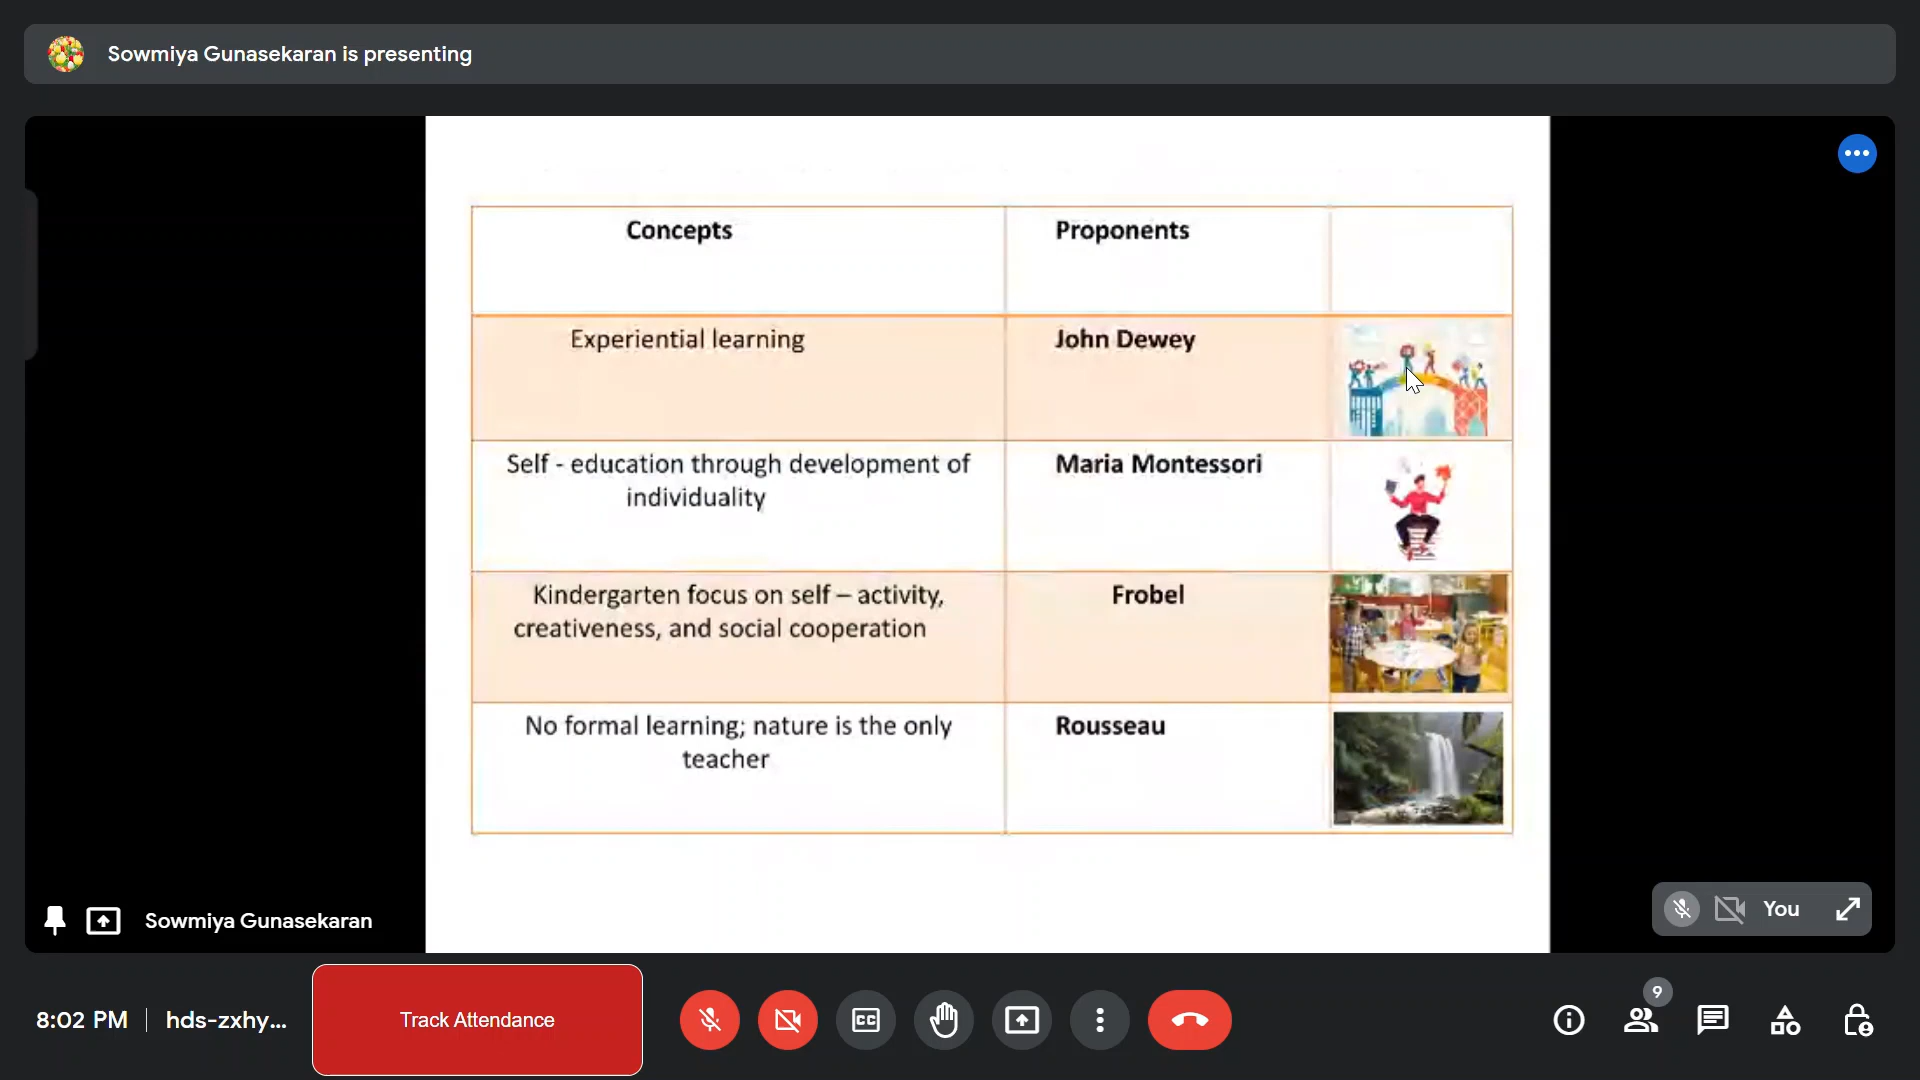 Sowmiya Gunasekaran is presenting
Concepts
Proponents
Experiential learning
John Dewey
Self - education through development of
individuality
Maria Montessori
Kindergarten focus on self – activity,
creativeness, and social cooperation
Frobel
No formal learning; nature is the only
teacher
Rousseau
Sowmiya Gunasekaran
You
8:02 PM
hds-zxhy...
Track Attendance
CC
9